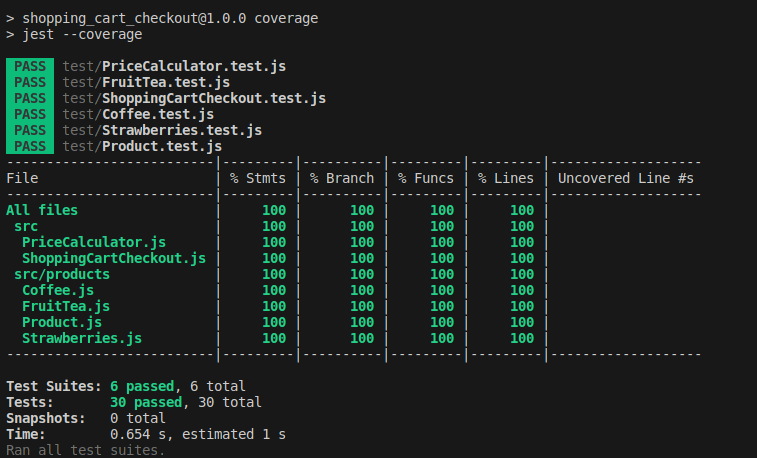 > shopping_cart_checkout@1.0.0 coverage
> jest --coverage
PASS test/PriceCalculator.test.js
PASS test/FruitTea.test.js
PASS test/ShoppingCartCheckout.test.js
PASS test/Coffee.test.js
PASS test/Strawberries.test.js
PASS test/Product.test.js
--------------------------|---------|----------|---------|---------|-------------------
File                      | % Stmts | % Branch | % Funcs | % Lines | Uncovered Line #s
--------------------------|---------|----------|---------|---------|-------------------
All files                 |     100 |      100 |     100 |     100 |
 src                      |     100 |      100 |     100 |     100 |
  PriceCalculator.js      |     100 |      100 |     100 |     100 |
  ShoppingCartCheckout.js |     100 |      100 |     100 |     100 |
 src/products             |     100 |      100 |     100 |     100 |
  Coffee.js               |     100 |      100 |     100 |     100 |
  FruitTea.js             |     100 |      100 |     100 |     100 |
  Product.js              |     100 |      100 |     100 |     100 |
  Strawberries.js         |     100 |      100 |     100 |     100 |
--------------------------|---------|----------|---------|---------|-------------------
Test Suites: 6 passed, 6 total
Tests:       30 passed, 30 total
Snapshots:   0 total
Time:        0.654 s, estimated 1 s
Ran all test suites.